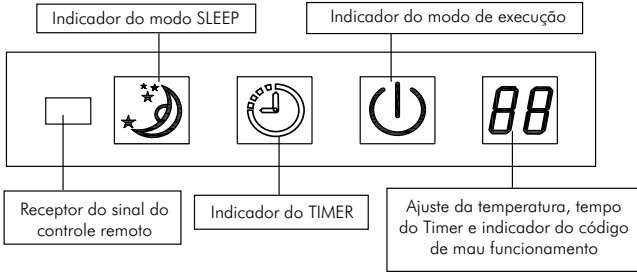 Indicador do modo SLEEP
Indicador do modo de execução
88
Receptor do sinal do
controle remoto
Indicador do TIMER
Ajuste da temperatura, tempo
do Timer e indicador do código
de mau funcionamento